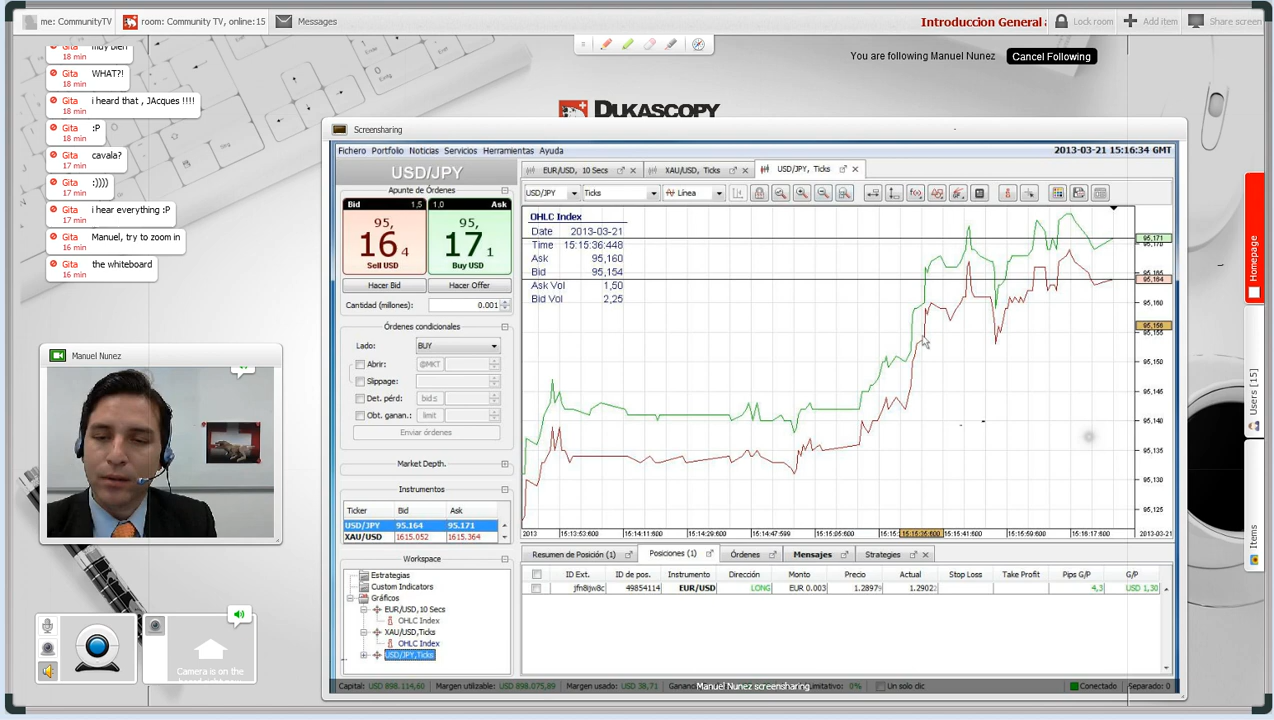 me: CommunityTV
room: Community TV, online:15
Messages
Introduccion General
Lock room
Add item
Share screen
You are following Manuel Nunez
Cancel Following
muy bien
18 min
Gita WHAT?!
18 min
Gita i heard that , JAcques !!!!
18 min
Gita :P
18 min
Gita cavala?
17 min
Gita :))))
17 min
Gita i hear everything :P
17 min
Gita Manuel, try to zoom in
16 min
Gita the whiteboard
16 min
Manuel Nunez
Camera is on the
DUKASCOPY
Screensharing
Fichero Portfolio Noticias Servicios Herramientas Ayuda
2013-03-21 15:16:34 GMT
USD/JPY
EUR/USD, 10 Secs
XAU/USD, Ticks
USD/JPY, Ticks
USD/JPY
Ticks
Línea
Apunte de Órdenes
Bid 1,5 1,0 Ask
95, 95,
16 4 17 1
Sell USD Buy USD
Hacer Bid Hacer Offer
Cantidad (millones): 0.001
Órdenes condicionales
Lado: BUY
Abrir: @MKT
Slippage:
Det. pérd: bid≤
Obt. ganan.: limit
Enviar órdenes
Market Depth.
Instrumentos
Ticker Bid Ask
USD/JPY 95.164 95.171
XAU/USD 1615.052 1615.364
Workspace
Estrategias
Custom Indicators
Gráficos
EUR/USD, 10 Secs
OHLC Index
XAU/USD,Ticks
OHLC Index
USD/JPY,Ticks
OHLC Index
Date 2013-03-21
Time 15:15:36:448
Ask 95,160
Bid 95,154
Ask Vol 1,50
Bid Vol 2,25
95,171
95,170
95,165
95,164
95,160
95,156
95,155
95,150
95,145
95,140
95,135
95,130
95,125
2013 15:13:53:600 15:14:11:600 15:14:29:600 15:14:47:599 15:15:05:600 15:15:35:600 15:15:41:600 15:15:59:600 15:16:17:600 2013-03-21
Resumen de Posición (1)
Posiciones (1)
Órdenes
Mensajes
Strategies
ID Ext. ID de pos. Instrumento Dirección Monto Precio Actual Stop Loss Take Profit Pips G/P G/P
jfn8ijw8c 49854114 EUR/USD LONG EUR 0.003 1.2897 1.2902 4,3 USD 1,30
Capital: USD 898.114,60 Margen utilizable: USD 898.075,89 Margen usado: USD 38,71 Gananci
Manuel Nunez screensharing
imitativo: 0% Un solo clic Conectado Separado: 0
Homepage
Users [15]
Items